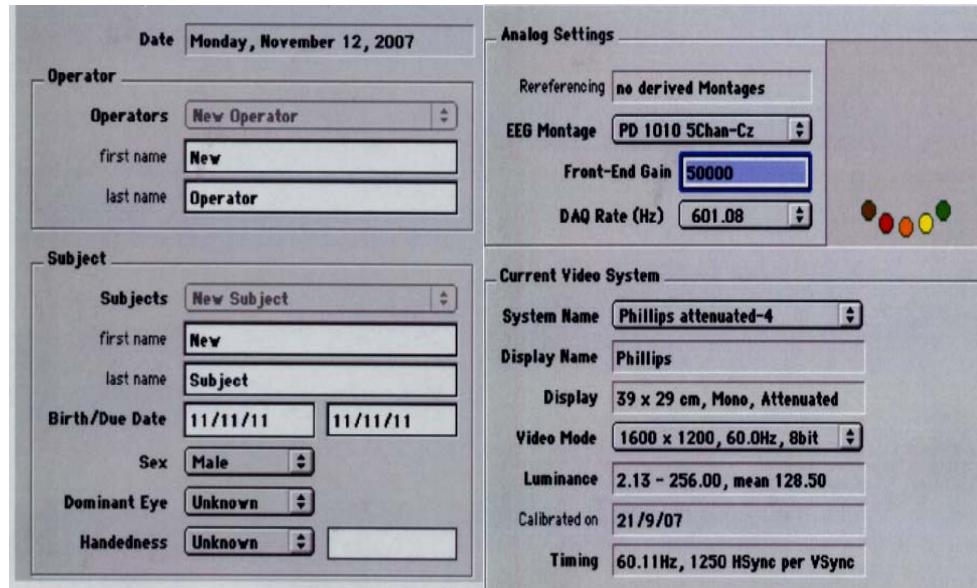 Date Monday, November 12, 2007
Operator
Operators New Operator
first name New
last name Operator
Subject
Subjects New Subject
first name New
last name Subject
Birth/Due Date 11/11/11 11/11/11
Sex Male
Dominant Eye Unknown
Handedness Unknown
Analog Settings
Rereferencing no derived Montages
EEG Montage PD 1010 5Chan-Cz
Front-End Gain 50000
DAQ Rate (Hz) 601.08
Current Video System
System Name Phillips attenuated-4
Display Name Phillips
Display 39 x 29 cm, Mono, Attenuated
Video Mode 1600 x 1200, 60.0Hz, 8bit
Luminance 2.13 - 256.00, mean 128.50
Calibrated on 21/9/07
Timing 60.11Hz, 1250 HSync per VSync